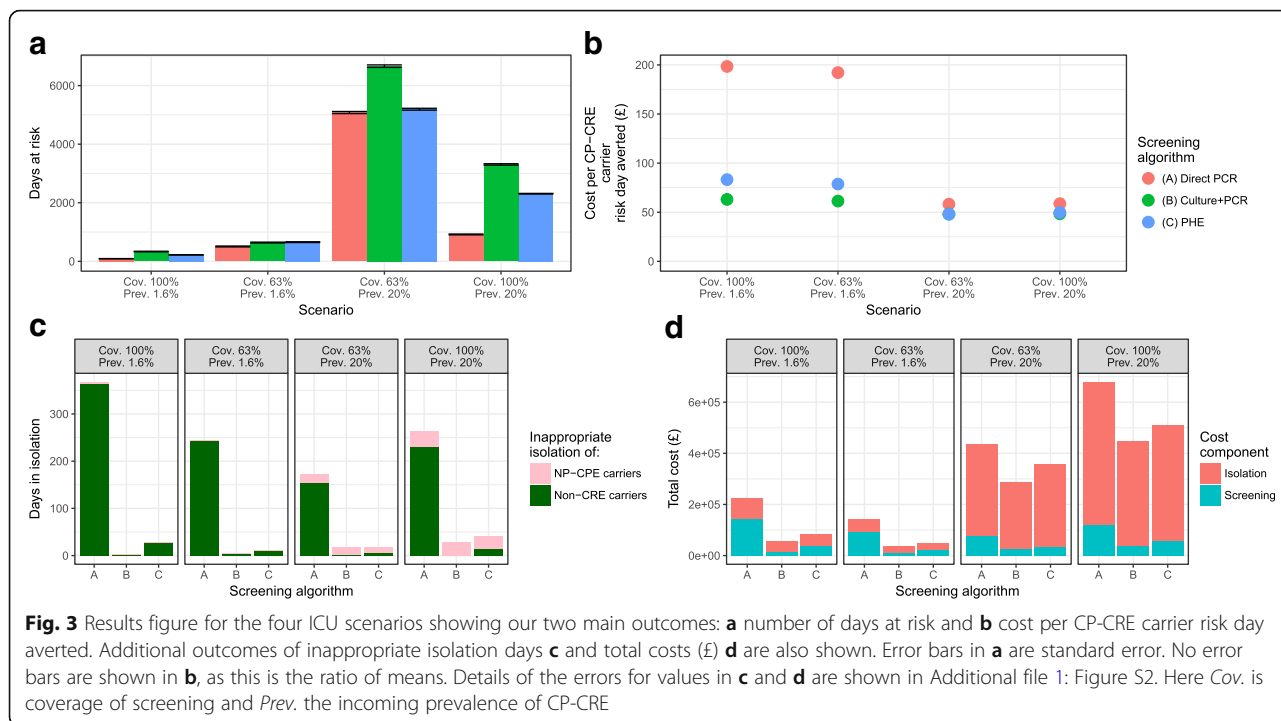 a
Days at risk
6000
4000
2000
0
Cov. 100%
Prev. 1.6%
Cov. 63%
Prev. 1.6%
Cov. 63%
Prev. 20%
Cov. 100%
Prev. 20%
Scenario
b
Cost per CP−CRE
carrier
risk day averted (£)
200
150
100
50
0
Cov. 100%
Prev. 1.6%
Cov. 63%
Prev. 1.6%
Cov. 63%
Prev. 20%
Cov. 100%
Prev. 20%
Scenario
Screening
algorithm
(A) Direct PCR
(B) Culture+PCR
(C) PHE
c
Cov. 100%
Prev. 1.6%
Cov. 63%
Prev. 1.6%
Cov. 63%
Prev. 20%
Cov. 100%
Prev. 20%
Days in isolation
300
200
100
0
A B C A B C A B C A B C
Screening algorithm
Inappropriate
isolation of:
NP−CPE carriers
Non−CRE carriers
d
Cov. 100%
Prev. 1.6%
Cov. 63%
Prev. 1.6%
Cov. 63%
Prev. 20%
Cov. 100%
Prev. 20%
Total cost (£)
6e+05
4e+05
2e+05
0e+00
A B C A B C A B C A B C
Screening algorithm
Cost
component
Isolation
Screening
Fig. 3 Results figure for the four ICU scenarios showing our two main outcomes: a number of days at risk and b cost per CP-CRE carrier risk day
averted. Additional outcomes of inappropriate isolation days c and total costs (£) d are also shown. Error bars in a are standard error. No error
bars are shown in b, as this is the ratio of means. Details of the errors for values in c and d are shown in Additional file 1: Figure S2. Here Cov. is
coverage of screening and Prev. the incoming prevalence of CP-CRE